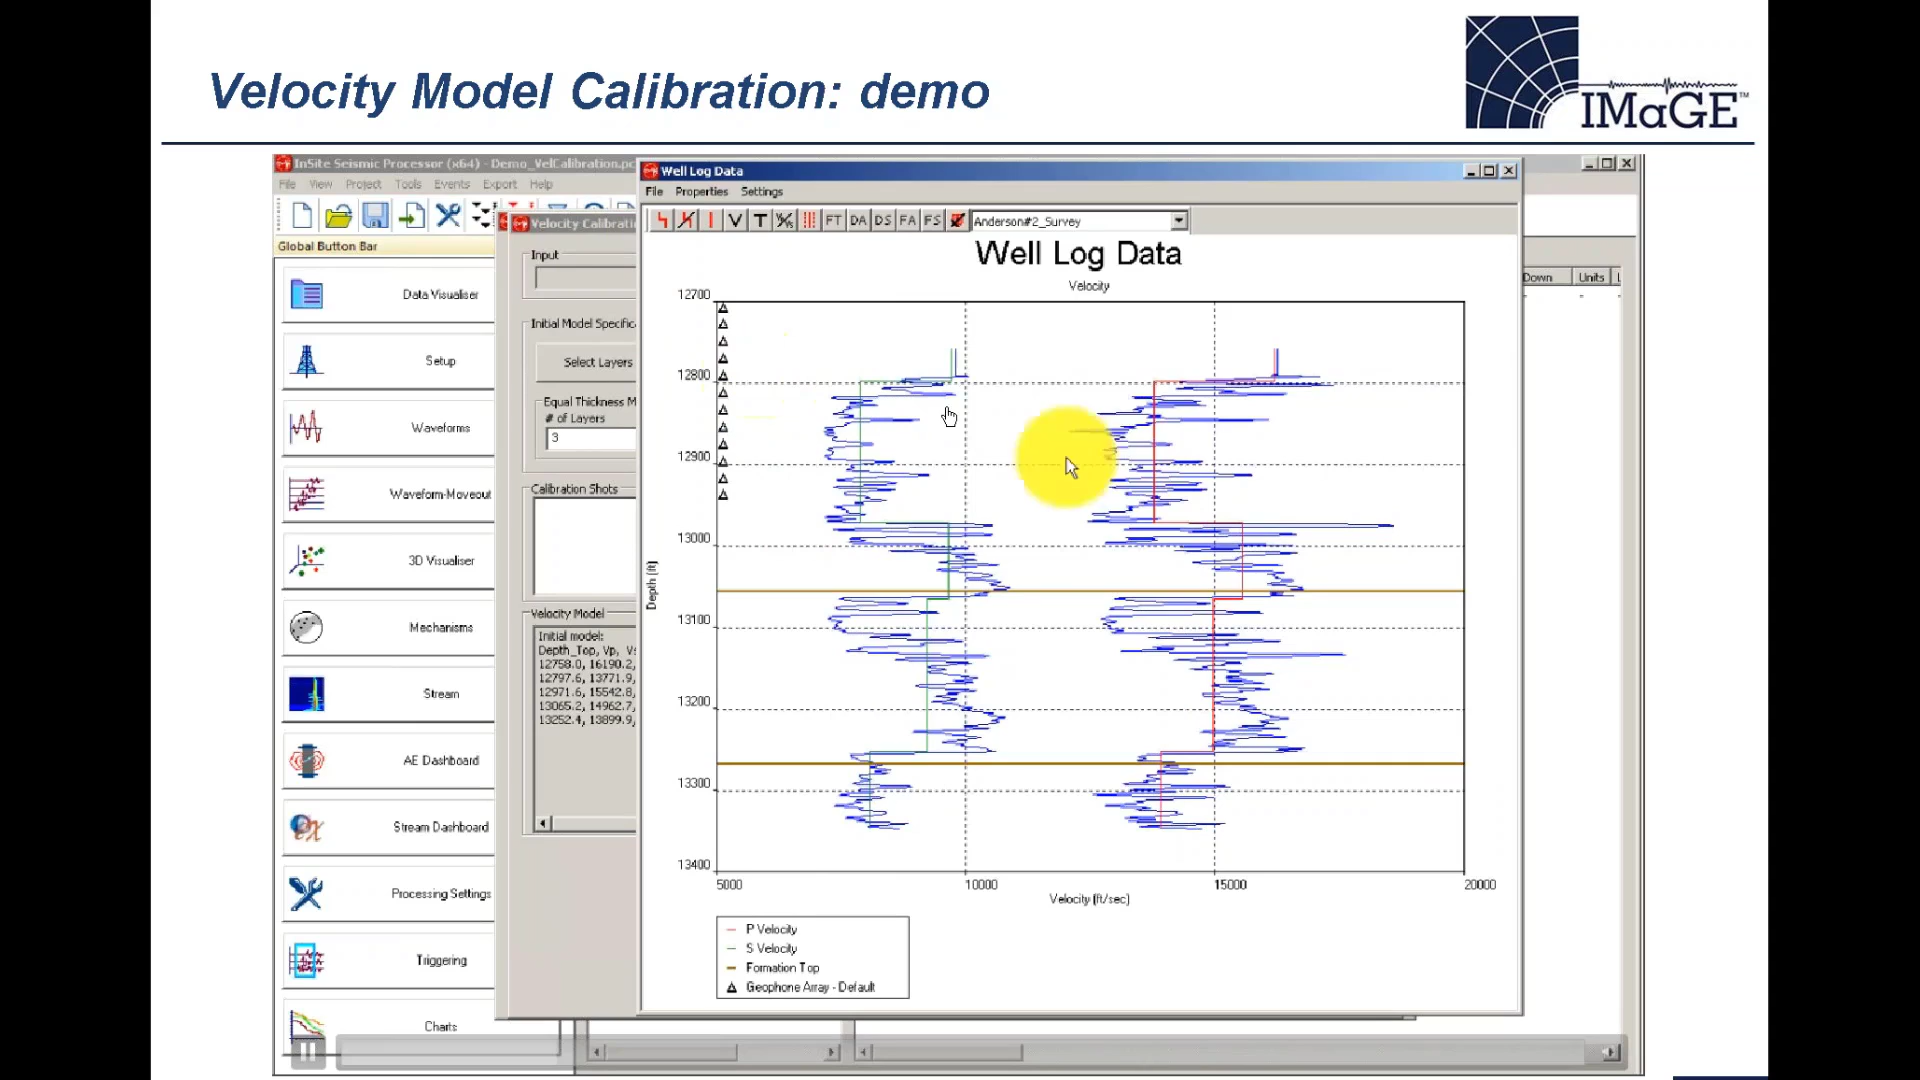 Velocity Model Calibration: demo
IMaGE™
InSite Seismic Processor (x64) - Demo_VelCalibration.pc
File View Project Tools Events Export Help
Global Button Bar
Data Visualiser
Setup
Waveforms
Waveform-Moveout
3D Visualiser
Mechanisms
Stream
AE Dashboard
Stream Dashboard
Processing Settings
Triggering
Charts
Velocity Calibrati
Input
Initial Model Specific
Select Layers
Equal Thickness M
# of Layers
3
Calibration Shots
Velocity Model
Initial model:
Depth_Top, Vp, Vs
12758.0, 16190.2,
12797.6, 13771.9,
12971.6, 15542.8,
13065.2, 14962.7,
13252.4, 13899.9,
Well Log Data
File Properties Settings
V T FT DA DS FA FS Anderson#2_Survey
Well Log Data
Velocity
12700
12800
12900
13000
13100
13200
13300
13400
Depth (ft)
5000 10000 15000 20000
Velocity (ft/sec)
P Velocity
S Velocity
Formation Top
Geophone Array - Default
Down Units